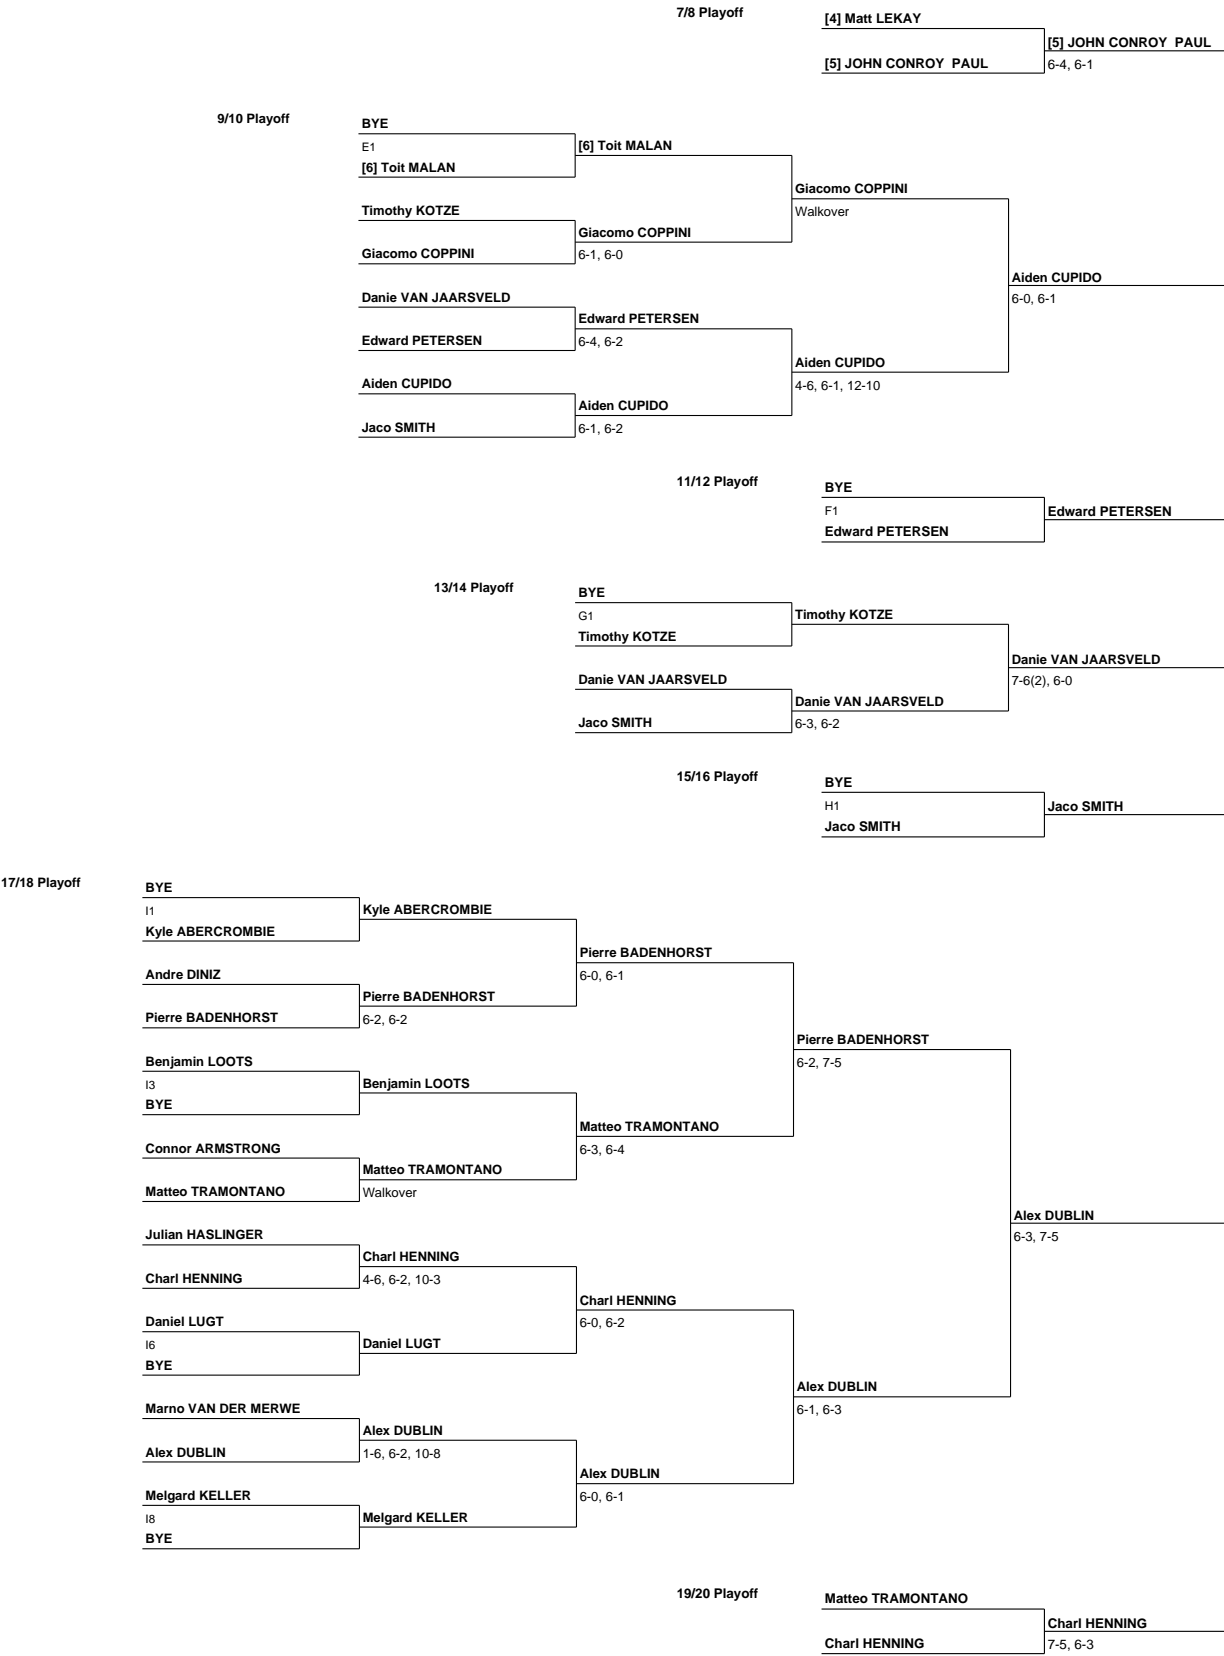 7/8 Playoff
[4] Matt LEKAY
[5] JOHN CONROY  PAUL
[5] JOHN CONROY  PAUL
6-4, 6-1
9/10 Playoff
BYE
E1
[6] Toit MALAN
[6] Toit MALAN
Giacomo COPPINI
Walkover
Timothy KOTZE
Giacomo COPPINI
Giacomo COPPINI
6-1, 6-0
Aiden CUPIDO
6-0, 6-1
Danie VAN JAARSVELD
Edward PETERSEN
Edward PETERSEN
6-4, 6-2
Aiden CUPIDO
4-6, 6-1, 12-10
Aiden CUPIDO
Aiden CUPIDO
Jaco SMITH
6-1, 6-2
11/12 Playoff
BYE
F1
Edward PETERSEN
Edward PETERSEN
13/14 Playoff
BYE
G1
Timothy KOTZE
Timothy KOTZE
Danie VAN JAARSVELD
7-6(2), 6-0
Danie VAN JAARSVELD
Danie VAN JAARSVELD
Jaco SMITH
6-3, 6-2
15/16 Playoff
BYE
H1
Jaco SMITH
Jaco SMITH
17/18 Playoff
BYE
I1
Kyle ABERCROMBIE
Kyle ABERCROMBIE
Pierre BADENHORST
6-0, 6-1
Andre DINIZ
Pierre BADENHORST
Pierre BADENHORST
6-2, 6-2
Pierre BADENHORST
6-2, 7-5
Benjamin LOOTS
I3
Benjamin LOOTS
BYE
Matteo TRAMONTANO
6-3, 6-4
Connor ARMSTRONG
Matteo TRAMONTANO
Matteo TRAMONTANO
Walkover
Alex DUBLIN
6-3, 7-5
Julian HASLINGER
Charl HENNING
Charl HENNING
4-6, 6-2, 10-3
Charl HENNING
6-0, 6-2
Daniel LUGT
I6
Daniel LUGT
BYE
Alex DUBLIN
6-1, 6-3
Marno VAN DER MERWE
Alex DUBLIN
Alex DUBLIN
1-6, 6-2, 10-8
Alex DUBLIN
6-0, 6-1
Melgard KELLER
I8
Melgard KELLER
BYE
19/20 Playoff
Matteo TRAMONTANO
Charl HENNING
Charl HENNING
7-5, 6-3